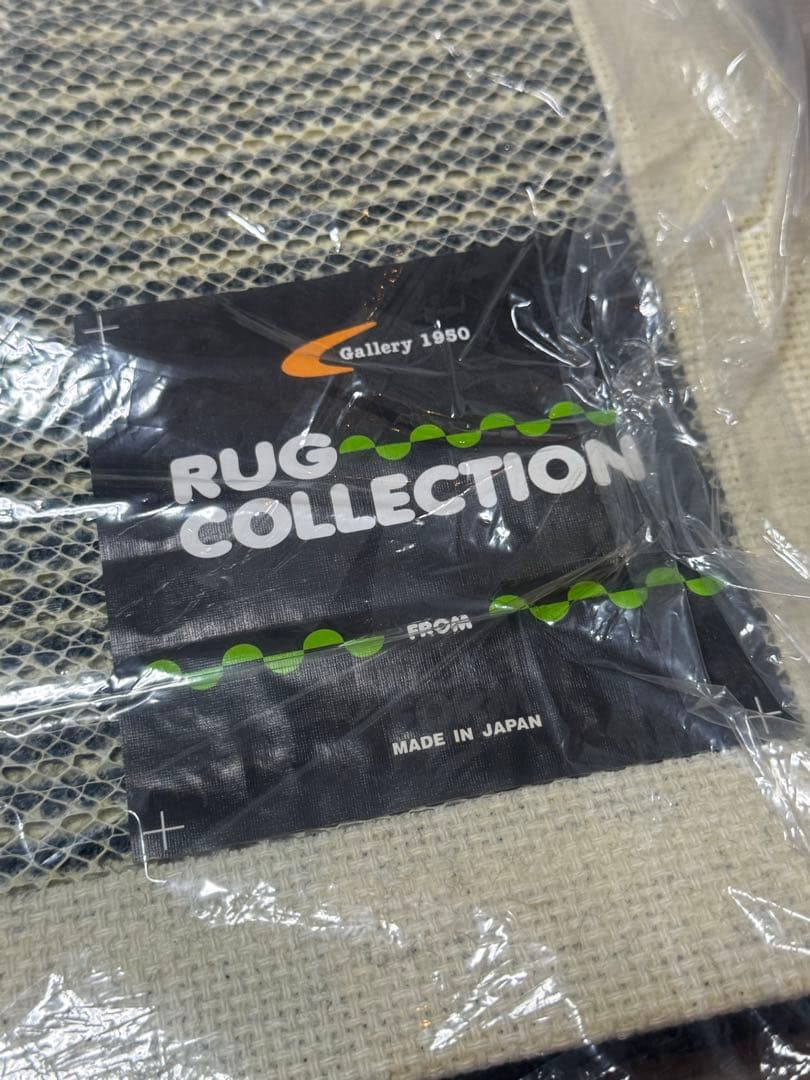 Gallery 1950
RUG
COLLECTION
FROM
MADE IN JAPAN